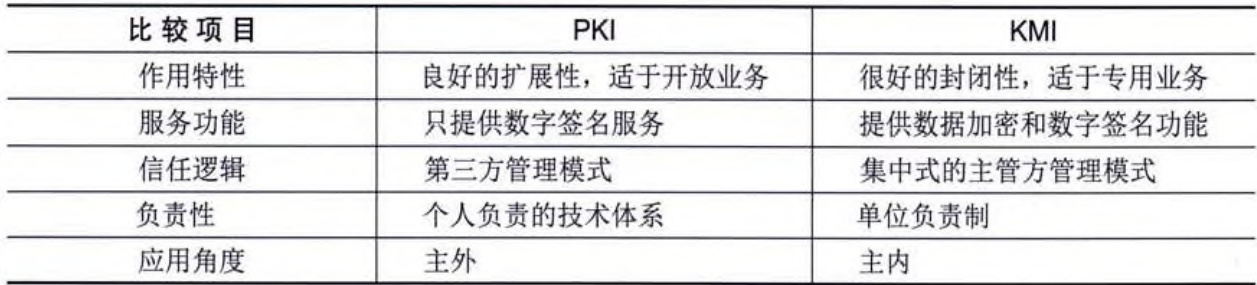 比较项目 PKI KMI
作用特性 良好的扩展性，适于开放业务 很好的封闭性，适于专用业务
服务功能 只提供数字签名服务 提供数据加密和数字签名功能
信任逻辑 第三方管理模式 集中式的主管方管理模式
负责性 个人负责的技术体系 单位负责制
应用角度 主外 主内